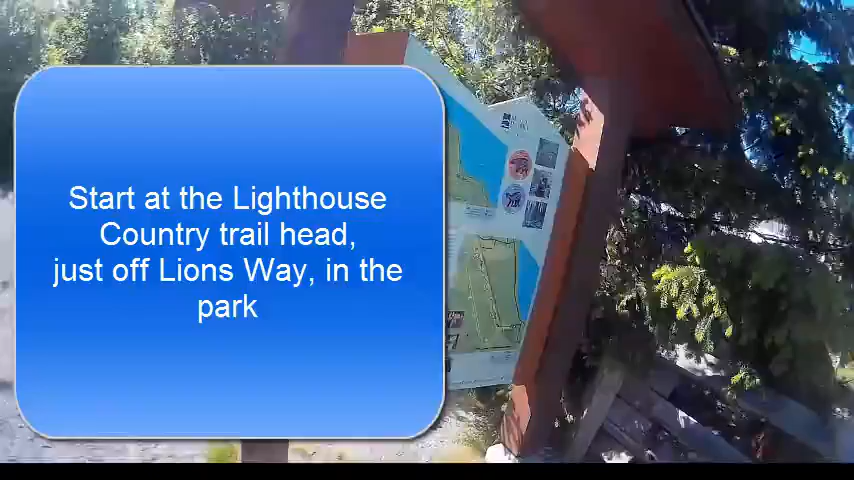 Start at the Lighthouse
Country trail head,
just off Lions Way, in the
park